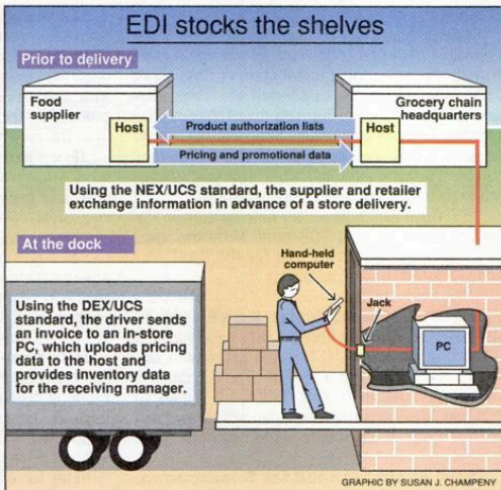 EDI stocks the shelves
Prior to delivery
Food
supplier
Host
Product authorization lists
Pricing and promotional data
Grocery chain
headquarters
Host
Using the NEX/UCS standard, the supplier and retailer
exchange information in advance of a store delivery.
At the dock
Using the DEX/UCS
standard, the driver sends
an invoice to an in-store
PC, which uploads pricing
data to the host and
provides inventory data
for the receiving manager.
Hand-held
computer
Jack
PC
GRAPHIC BY SUSAN J. CHAMPENY